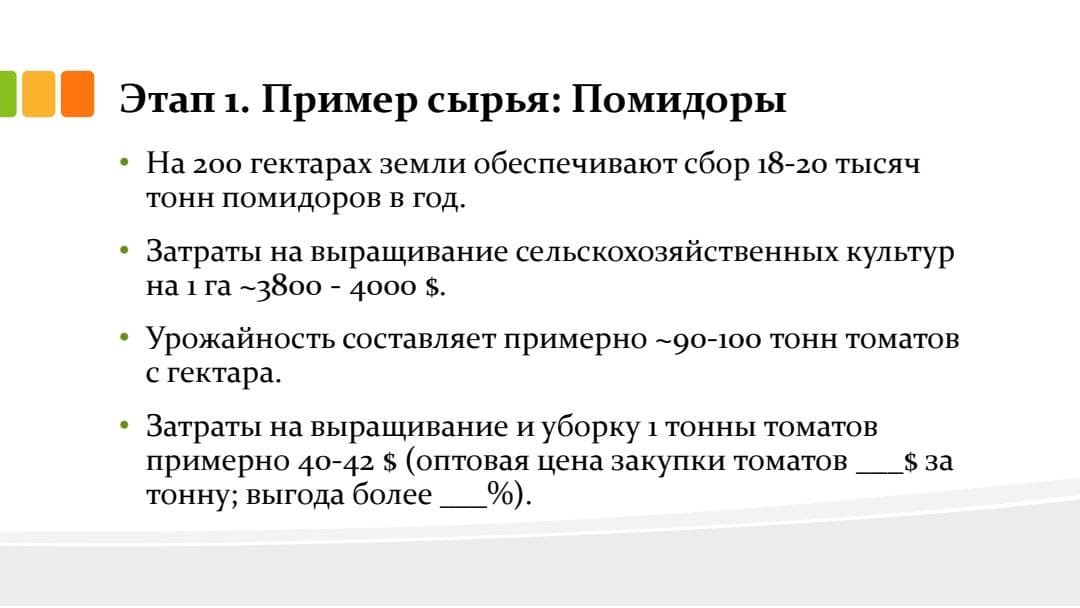 Этап 1. Пример сырья: Помидоры
• На 200 гектарах земли обеспечивают сбор 18-20 тысяч
тонн помидоров в год.
• Затраты на выращивание сельскохозяйственных культур
на 1 га ~3800 - 4000 $.
• Урожайность составляет примерно ~90-100 тонн томатов
с гектара.
• Затраты на выращивание и уборку 1 тонны томатов
примерно 40-42 $ (оптовая цена закупки томатов ___$ за
тонну; выгода более ___%).